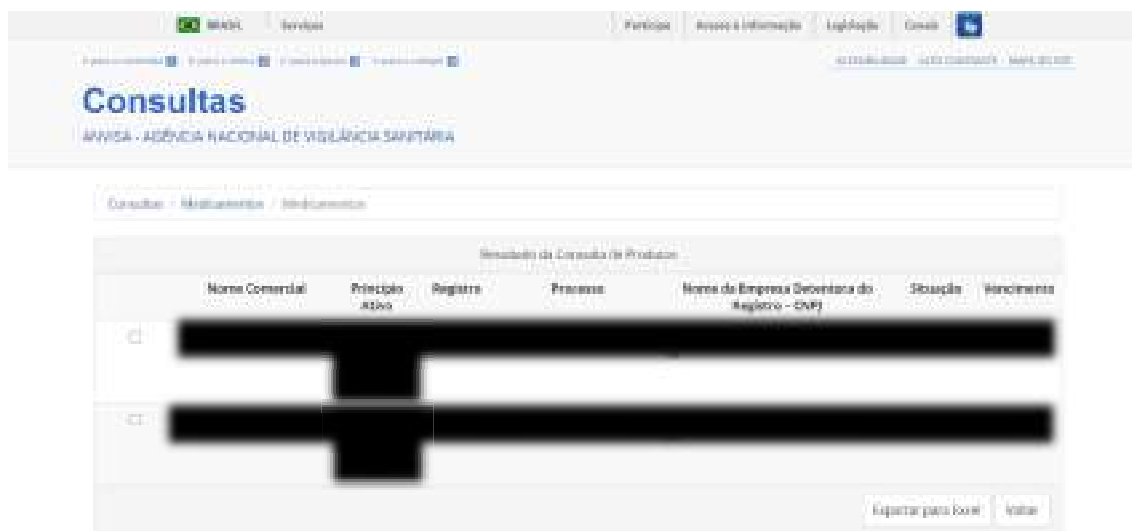 BRASIL Serviços Participe Acesso à informação Legislação Canais
Consultas
ANVISA - AGÊNCIA NACIONAL DE VIGILÂNCIA SANITÁRIA
Consultas / Medicamentos / Medicamentos
Resultado da Consulta de Produtos
Nome Comercial Princípio Ativo Registro Processo Nome da Empresa Detentora do Registro - CNPJ Situação Vencimento
Exportar para Excel Voltar